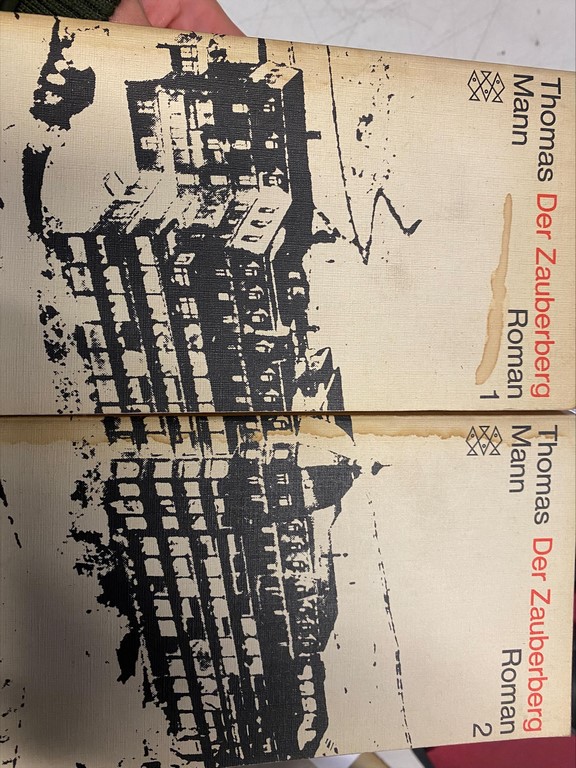 Thomas Der Zauberberg
Mann Roman
1
Thomas Der Zauberberg
Mann Roman
2